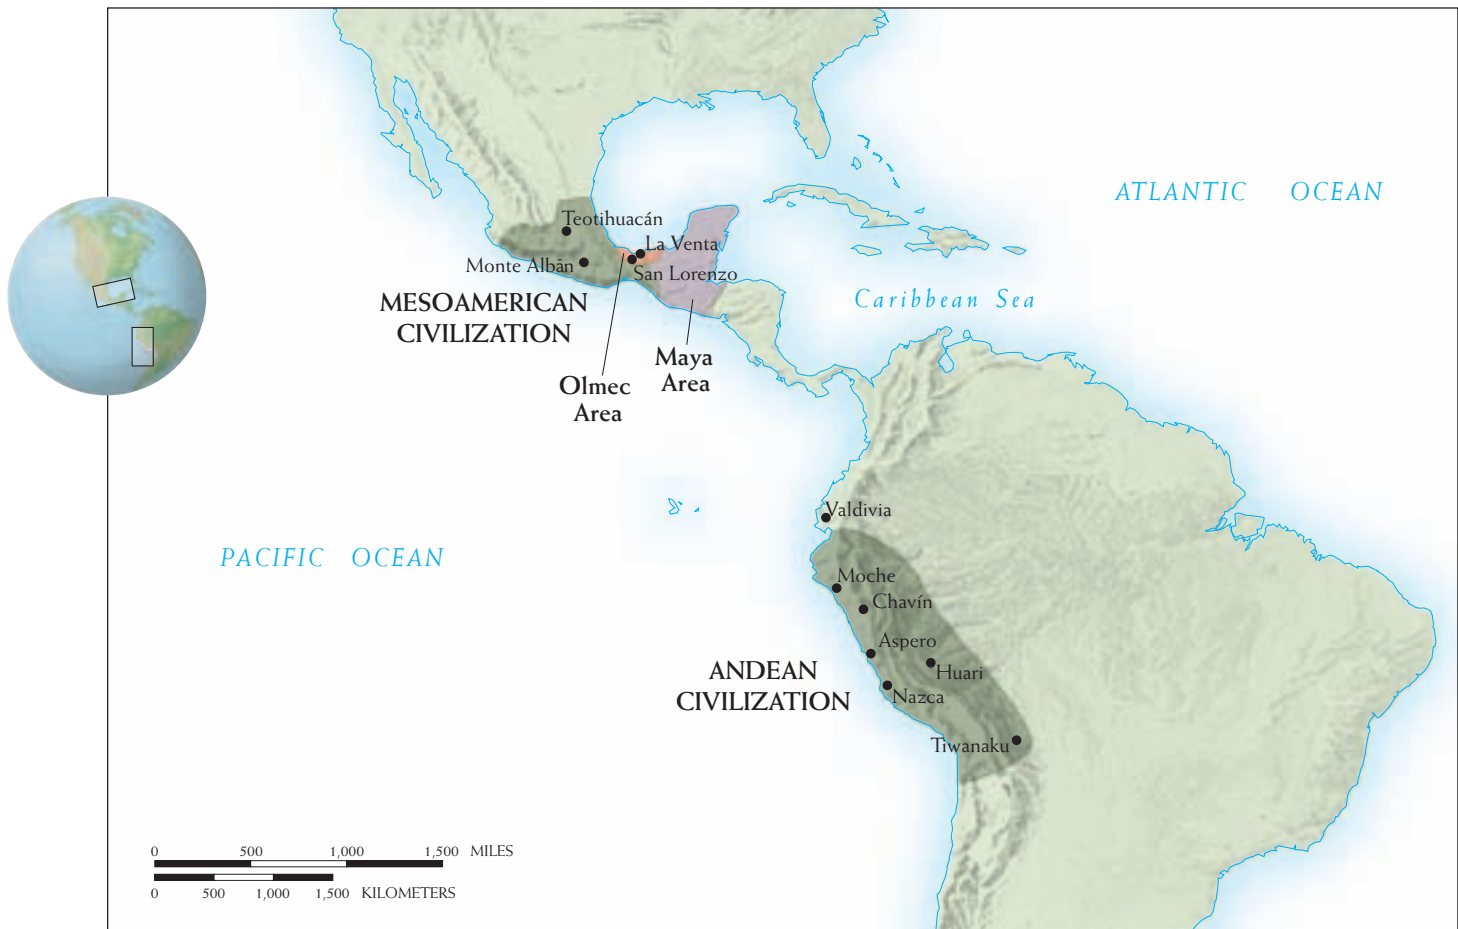 ATLANTIC OCEAN
Teotihuacán
La Venta
Monte Albān
San Lorenzo
MESOAMERICAN
CIVILIZATION
Caribbean Sea
Maya
Area
Olmec
Area
Valdivia
PACIFIC OCEAN
Moche
Chavín
Aspero
Huari
ANDEAN
CIVILIZATION
Nazca
Tiwanaku
0 500 1,000 1,500 MILES
0 500 1,000 1,500 KILOMETERS